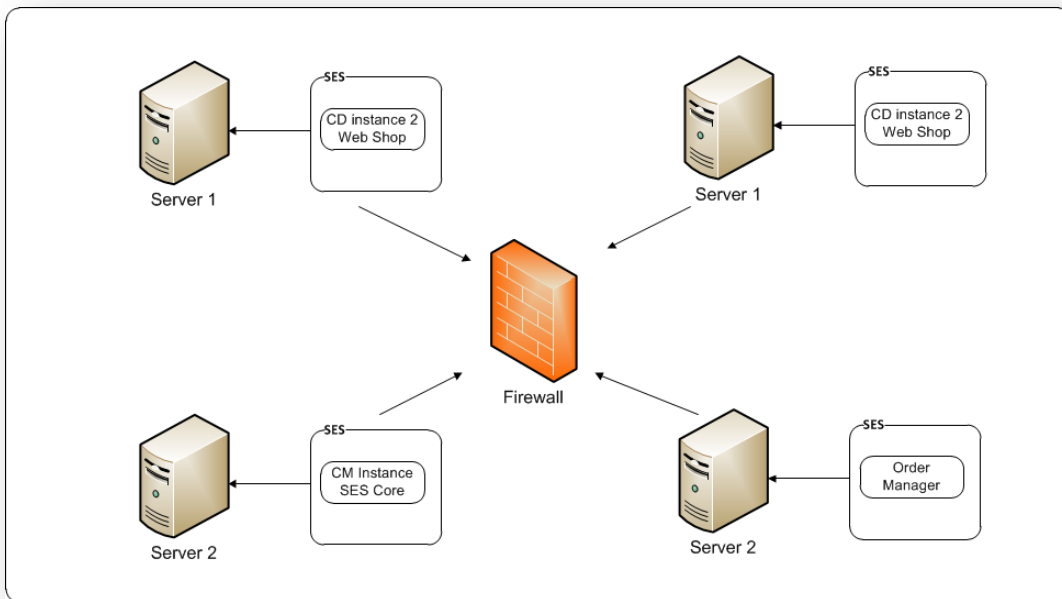 SES
CD instance 2
Web Shop
Server 1
SES
CD instance 2
Web Shop
Server 1
Firewall
SES
CM Instance
SES Core
Server 2
SES
Order
Manager
Server 2